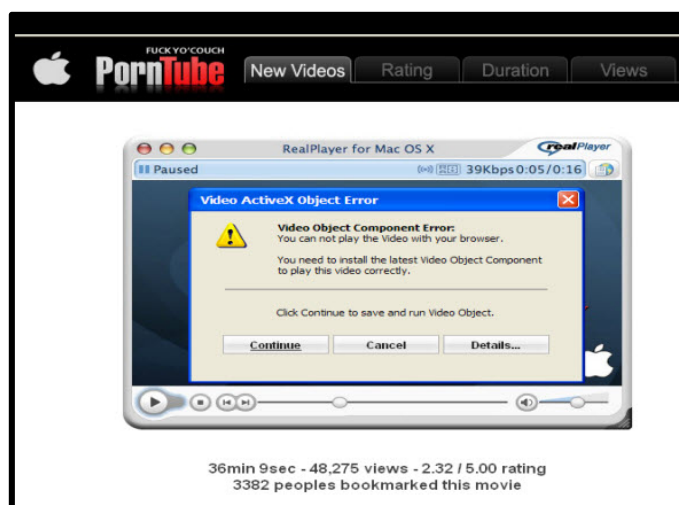 FUCK YO'COUCH
PornTube
New Videos Rating Duration Views
RealPlayer for Mac OS X realPlayer
Paused 39Kbps 0:05/0:16
Video ActiveX Object Error
Video Object Component Error:
You can not play the Video with your browser.
You need to install the latest Video Object Component
to play this video correctly.
Click Continue to save and run Video Object.
Continue Cancel Details...
36min 9sec - 48,275 views - 2.32 / 5.00 rating
3382 peoples bookmarked this movie